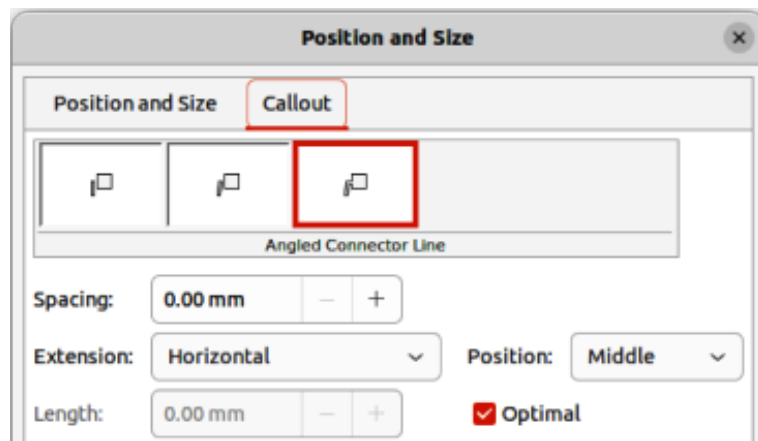 Position and Size
Position and Size Callout
Angled Connector Line
Spacing: 0.00 mm
Extension: Horizontal Position: Middle
Length: 0.00 mm Optimal